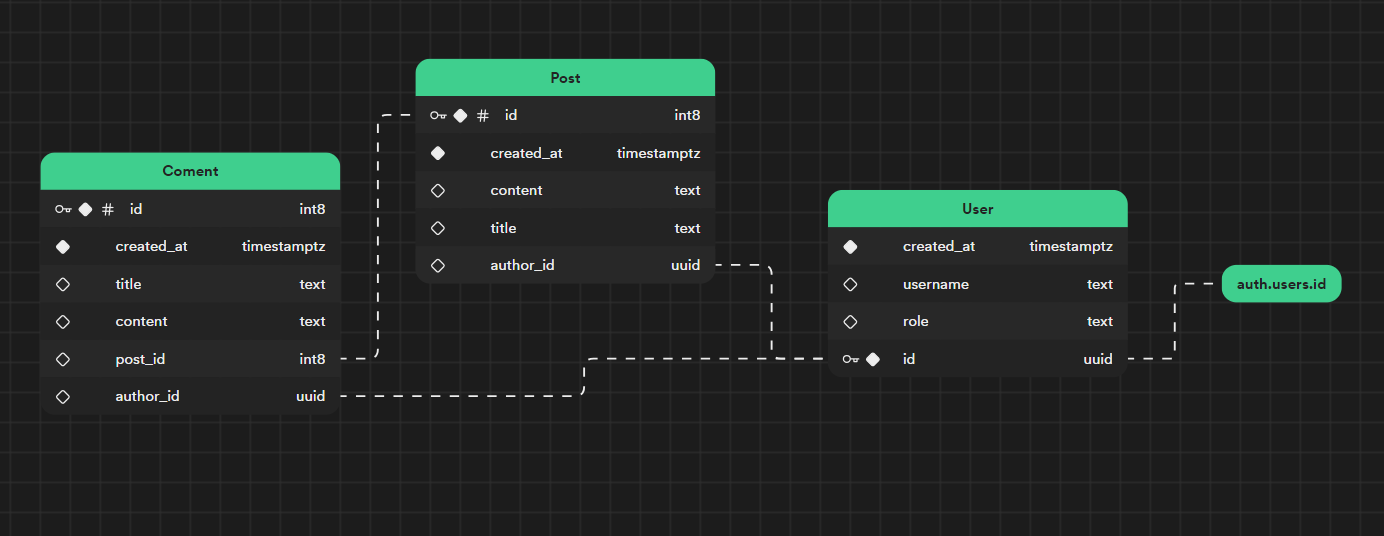 Post
# id int8
created_at timestamptz
content text
title text
author_id uuid
Coment
# id int8
created_at timestamptz
title text
content text
post_id int8
author_id uuid
User
created_at timestamptz
username text
role text
id uuid
auth.users.id